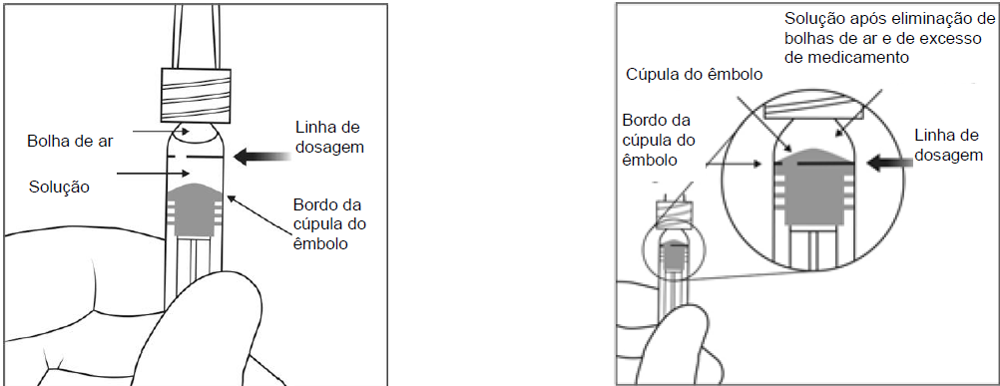 Bolha de ar
Linha de
dosagem
Solução
Bordo da
cúpula do
êmbolo
Solução após eliminação de
bolhas de ar e de excesso
de medicamento
Cúpula do êmbolo
Bordo da
cúpula do
êmbolo
Linha de
dosagem